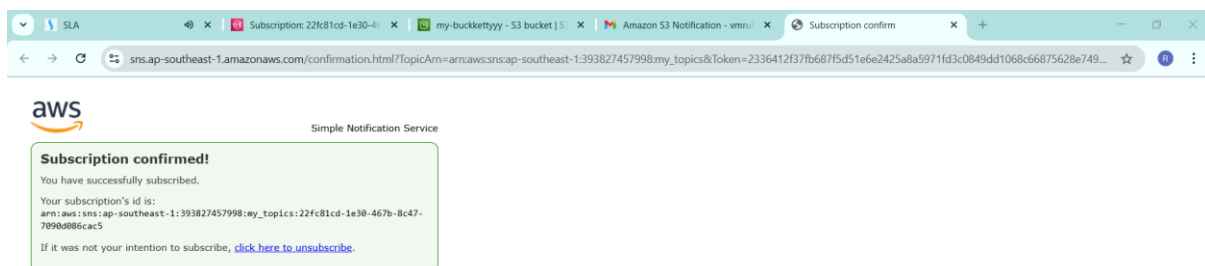 SLA
Subscription: 22fc81cd-1e30-46
my-buckkettyyy - S3 bucket | S
Amazon S3 Notification - vmrut
Subscription confirm
sns.ap-southeast-1.amazonaws.com/confirmation.html?TopicArn=arn:aws:sns:ap-southeast-1:393827457998:my_topics&Token=2336412f37fb687f5d51e6e2425a8a5971fd3c0849dd1068c66875628e749...
R
aws
Simple Notification Service
Subscription confirmed!
You have successfully subscribed.
Your subscription's id is:
arn:aws:sns:ap-southeast-1:393827457998:my_topics:22fc81cd-1e30-467b-8c47-
7090d086cac5
If it was not your intention to subscribe, click here to unsubscribe.